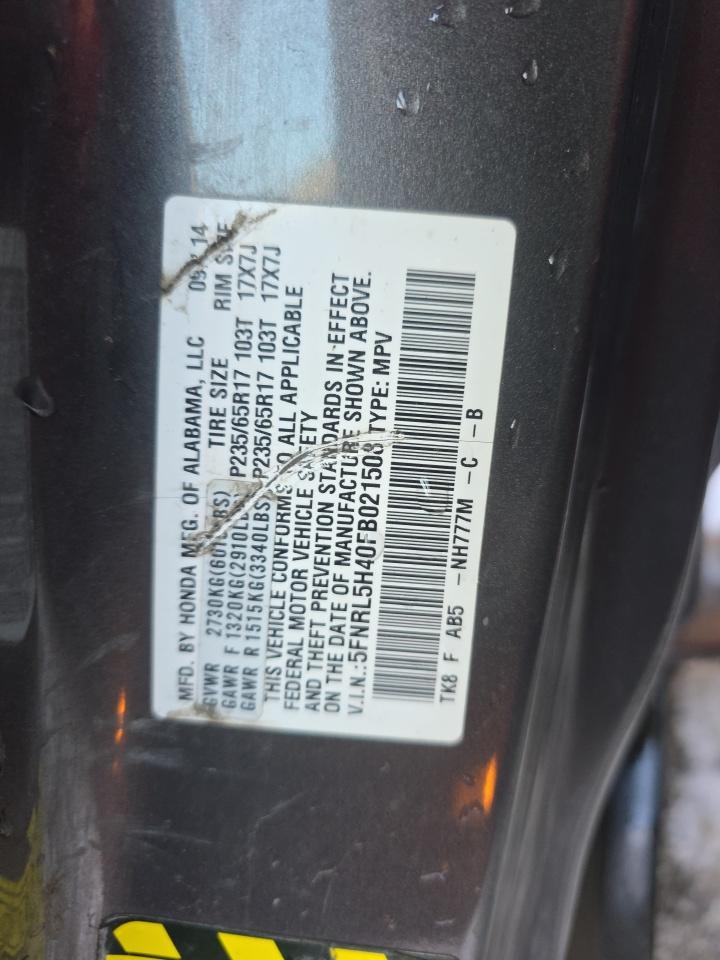 MFD. BY HONDA MFG. OF ALABAMA, LLC 14
GVWR 2730KG TIRE SIZE RIM SIZE
GAWR F 1320KG(2910LBS) P235/65R17 103T 17X7J
GAWR R 1515KG(3340LBS) P235/65R17 103T 17X7J
THIS VEHICLE CONFORMS TO ALL APPLICABLE
FEDERAL MOTOR VEHICLE SAFETY
AND THEFT PREVENTION STANDARDS IN EFFECT
ON THE DATE OF MANUFACTURE SHOWN ABOVE.
V.I.N.:5FNRL5H40FB021503 TYPE: MPV
TK8 F AB5 -NH777M -C -B